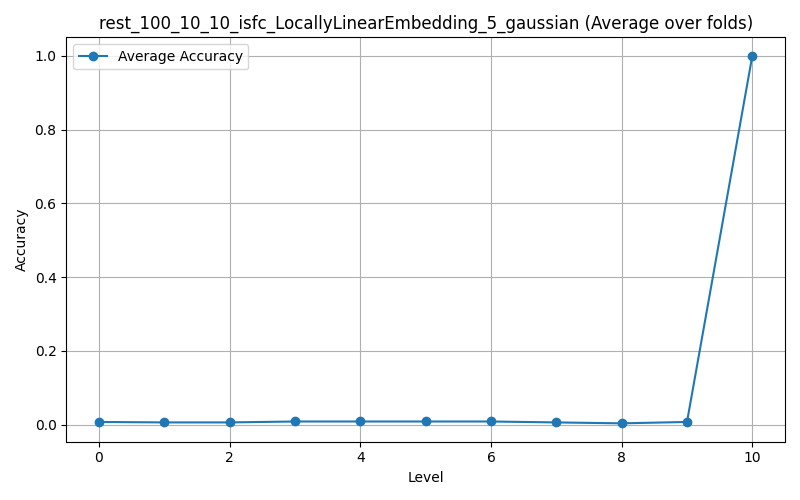 rest_100_10_10_isfc_LocallyLinearEmbedding_5_gaussian (Average over folds)
Average Accuracy
1.0
0.8
0.6
0.4
0.2
0.0
Accuracy
0 2 4 6 8 10
Level